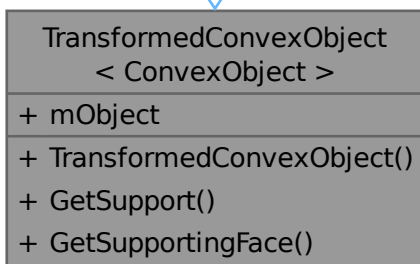 TransformedConvexObject
< ConvexObject >
+ mObject
+ TransformedConvexObject()
+ GetSupport()
+ GetSupportingFace()